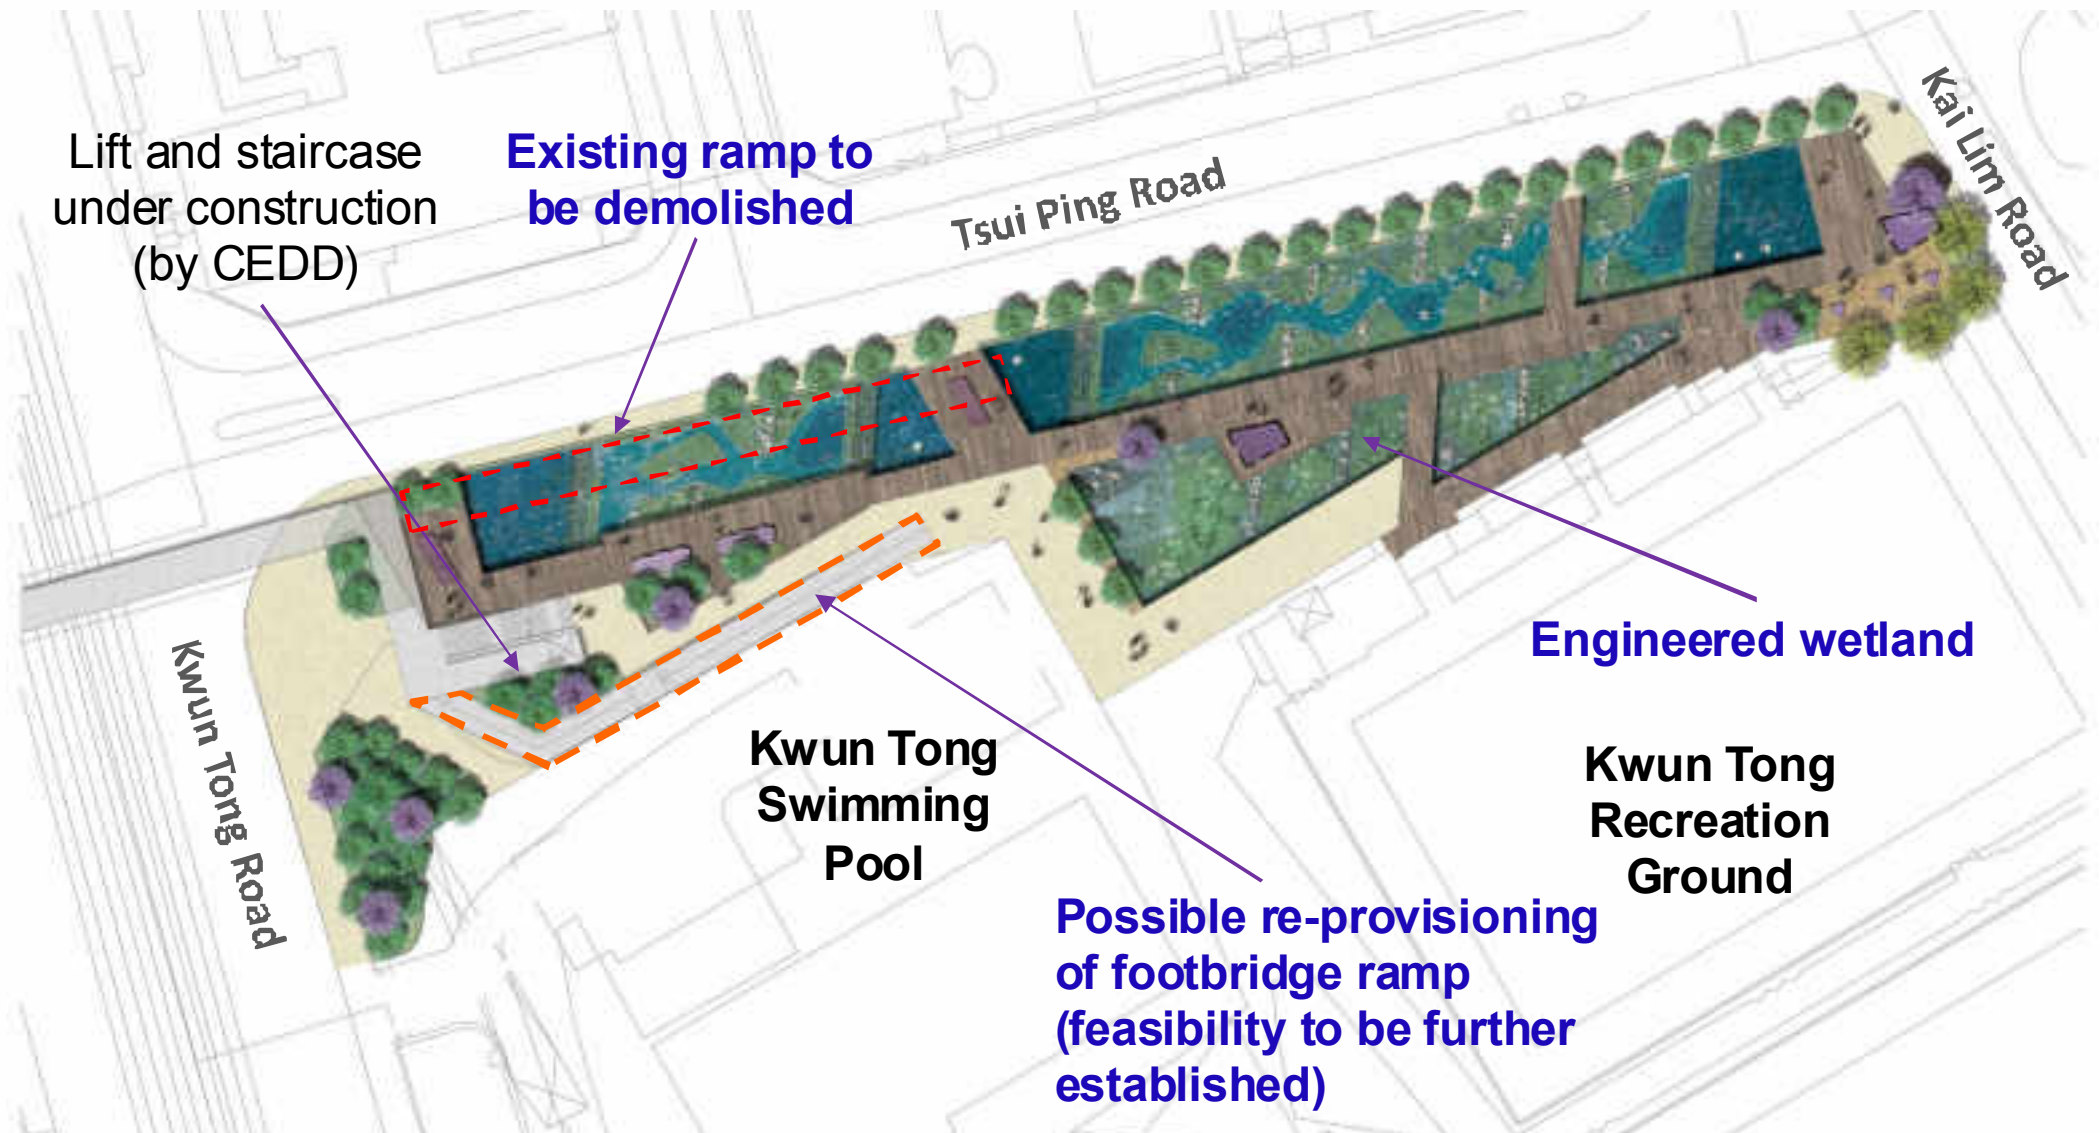 Lift and staircase
under construction
(by CEDD)
Existing ramp to
be demolished
Tsui Ping Road
Kai Lim Road
Kwun Tong Road
Engineered wetland
Kwun Tong
Swimming
Pool
Kwun Tong
Recreation
Ground
Possible re-provisioning
of footbridge ramp
(feasibility to be further
established)